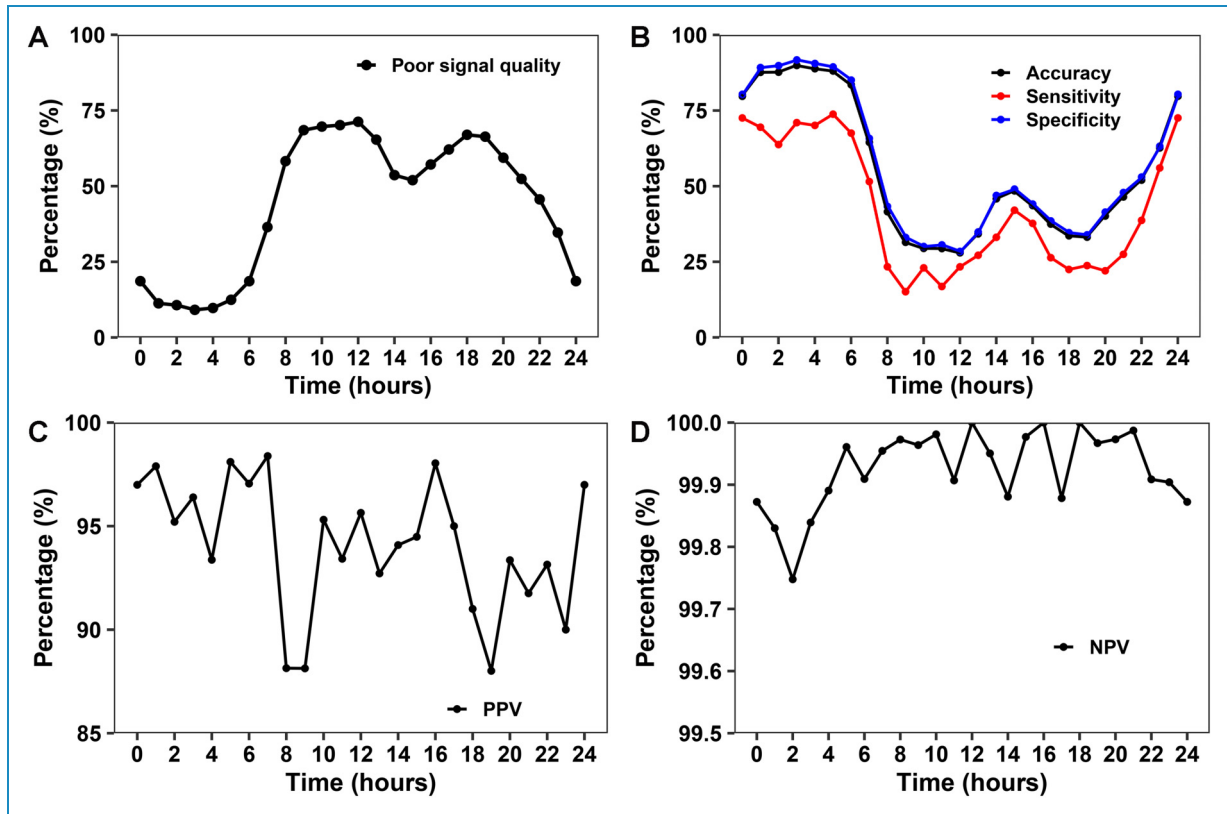 A
Poor signal quality
Percentage (%)
100
75
50
25
0
0 2 4 6 8 10 12 14 16 18 20 22 24
Time (hours)
B
Accuracy
Sensitivity
Specificity
Percentage (%)
100
75
50
25
0
0 2 4 6 8 10 12 14 16 18 20 22 24
Time (hours)
C
Percentage (%)
100
95
90
85
PPV
0 2 4 6 8 10 12 14 16 18 20 22 24
Time (hours)
D
Percentage (%)
100.0
99.9
99.8
99.7
99.6
99.5
NPV
0 2 4 6 8 10 12 14 16 18 20 22 24
Time (hours)